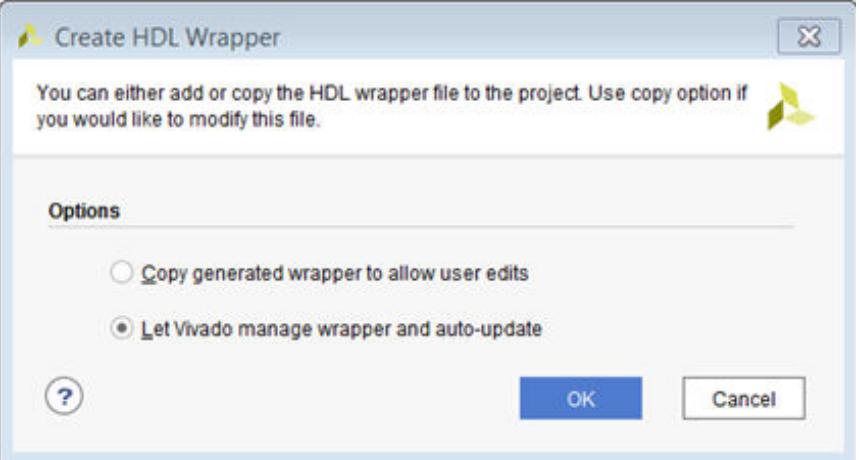 Create HDL Wrapper
You can either add or copy the HDL wrapper file to the project. Use copy option if
you would like to modify this file.
Options
Copy generated wrapper to allow user edits
Let Vivado manage wrapper and auto-update
?
OK
Cancel